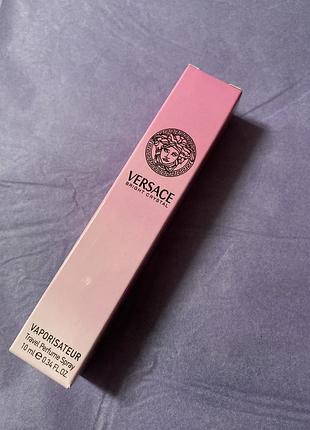 VERSACE
BRIGHT CRYSTAL
VAPORISATEUR
Travel Perfume Spray
10 ml ℮ 0.34 FL.OZ.